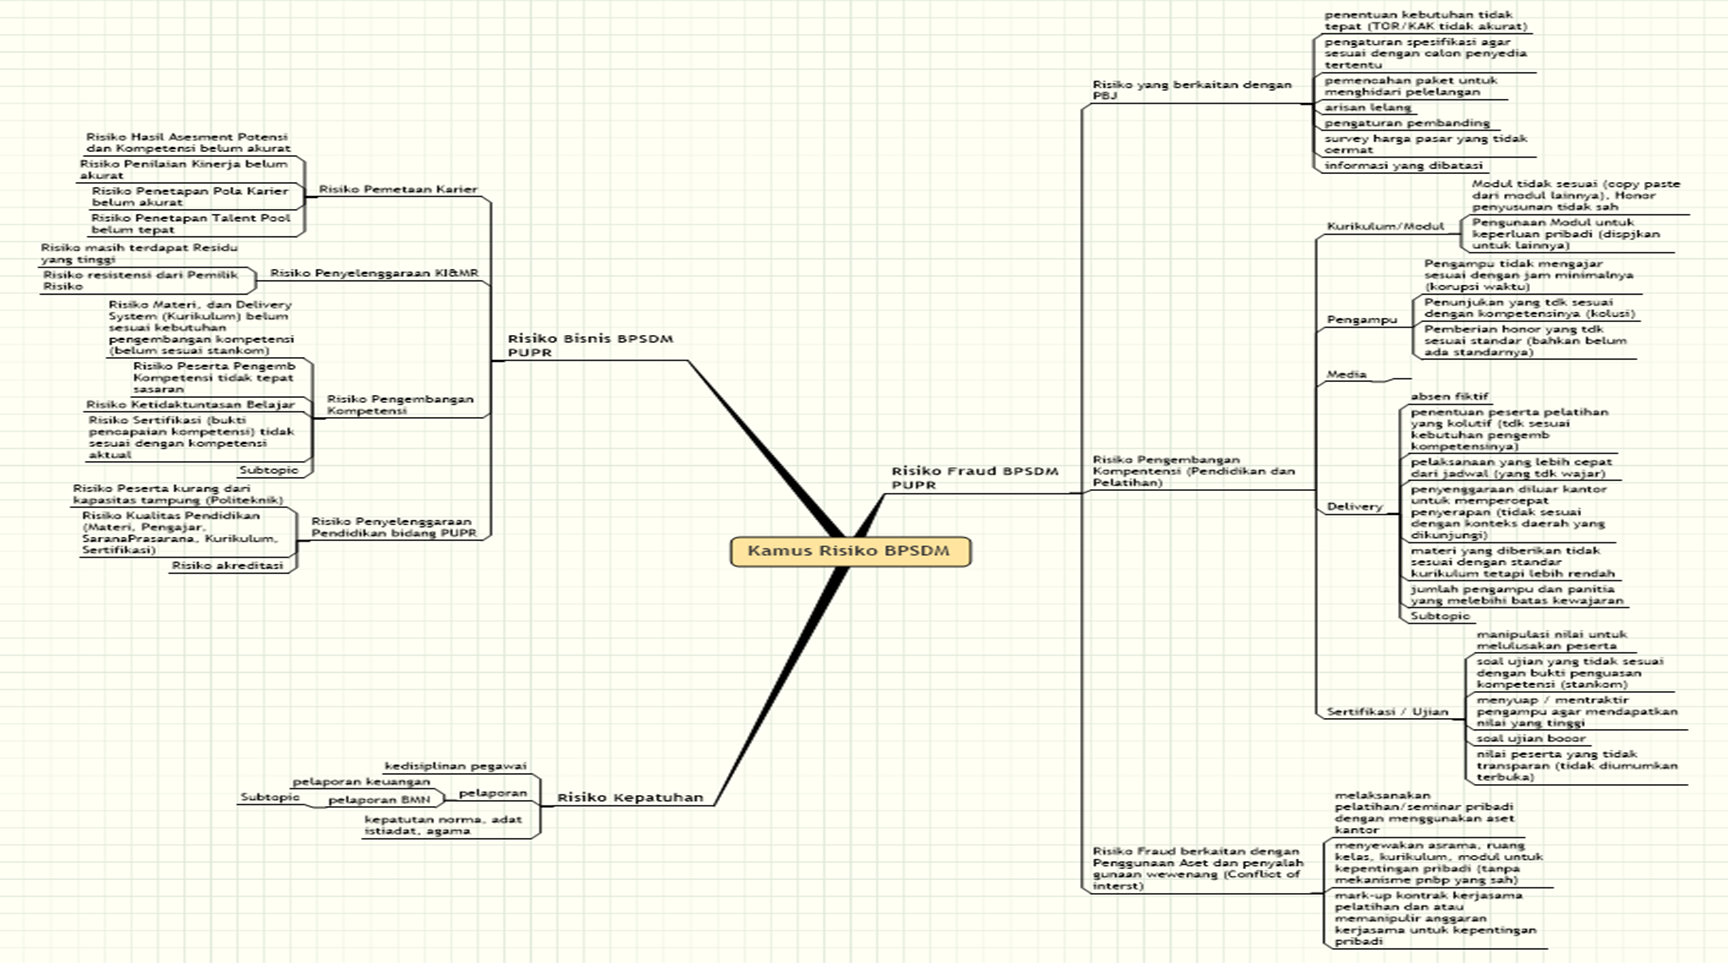 Kamus Risiko BPSDM
Risiko Bisnis BPSDM
PUPR
Risiko Pemetaan Karier
Risiko Hasil Asesment Potensi
dan Kompetensi belum akurat
Risiko Penilaian Kinerja belum
akurat
Risiko Penetapan Pola Karier
belum akurat
Risiko Penetapan Talent Pool
belum tepat
Risiko Penyelenggaraan KI&MR
Risiko masih terdapat Residu
yang tinggi
Risiko resistensi dari Pemilik
Risiko
Risiko Pengembangan
Kompetensi
Risiko Materi, dan Delivery
System (Kurikulum) belum
sesuai kebutuhan
pengembangan kompetensi
(belum sesuai stankom)
Risiko Peserta Pengemb
Kompetensi tidak tepat
sasaran
Risiko Ketidaktuntasan Belajar
Risiko Sertifikasi (bukti
pencapaian kompetensi) tidak
sesuai dengan kompetensi
aktual
Subtopic
Risiko Penyelenggaraan
Pendidikan bidang PUPR
Risiko Peserta kurang dari
kapasitas tampung (Politeknik)
Risiko Kualitas Pendidikan
(Materi, Pengajar,
SaranaPrasarana, Kurikulum,
Sertifikasi)
Risiko akreditasi
Risiko Kepatuhan
kedisiplinan pegawai
pelaporan
pelaporan keuangan
pelaporan BMN
Subtopic
kepatutan norma, adat
istiadat, agama
Risiko Fraud BPSDM
PUPR
Risiko yang berkaitan dengan
PBJ
penentuan kebutuhan tidak
tepat (TOR/KAK tidak akurat)
pengaturan spesifikasi agar
sesuai dengan calon penyedia
tertentu
pemencahan paket untuk
menghidari pelelangan
arisan lelang
pengaturan pembanding
survey harga pasar yang tidak
cermat
informasi yang dibatasi
Risiko Pengembangan
Kompentensi (Pendidikan dan
Pelatihan)
Kurikulum/Modul
Modul tidak sesuai (copy paste
dari modul lainnya), Honor
penyusunan tidak sah
Pengunaan Modul untuk
keperluan pribadi (dispjkan
untuk lainnya)
Pengampu
Pengampu tidak mengajar
sesuai dengan jam minimalnya
(korupsi waktu)
Penunjukan yang tdk sesuai
dengan kompetensinya (kolusi)
Pemberian honor yang tdk
sesuai standar (bahkan belum
ada standarnya)
Media
Delivery
absen fiktif
penentuan peserta pelatihan
yang kolutif (tdk sesuai
kebutuhan pengemb
kompetensinya)
pelaksanaan yang lebih cepat
dari jadwal (yang tdk wajar)
penyenggaraan diluar kantor
untuk mempercepat
penyerapan (tidak sesuai
dengan konteks daerah yang
dikunjungi)
materi yang diberikan tidak
sesuai dengan standar
kurikulum tetapi lebih rendah
jumlah pengampu dan panitia
yang melebihi batas kewajaran
Subtopic
Sertifikasi / Ujian
manipulasi nilai untuk
melulusakan peserta
soal ujian yang tidak sesuai
dengan bukti penguasan
kompetensi (stankom)
menyuap / mentraktir
pengampu agar mendapatkan
nilai yang tinggi
soal ujian bocor
nilai peserta yang tidak
transparan (tidak diumumkan
terbuka)
Risiko Fraud berkaitan dengan
Penggunaan Aset dan penyalah
gunaan wewenang (Conflict of
interst)
melaksanakan
pelatihan/seminar pribadi
dengan menggunakan aset
kantor
menyewakan asrama, ruang
kelas, kurikulum, modul untuk
kepentingan pribadi (tanpa
mekanisme pnbp yang sah)
mark-up kontrak kerjasama
pelatihan dan atau
memanipulir anggaran
kerjasama untuk kepentingan
pribadi